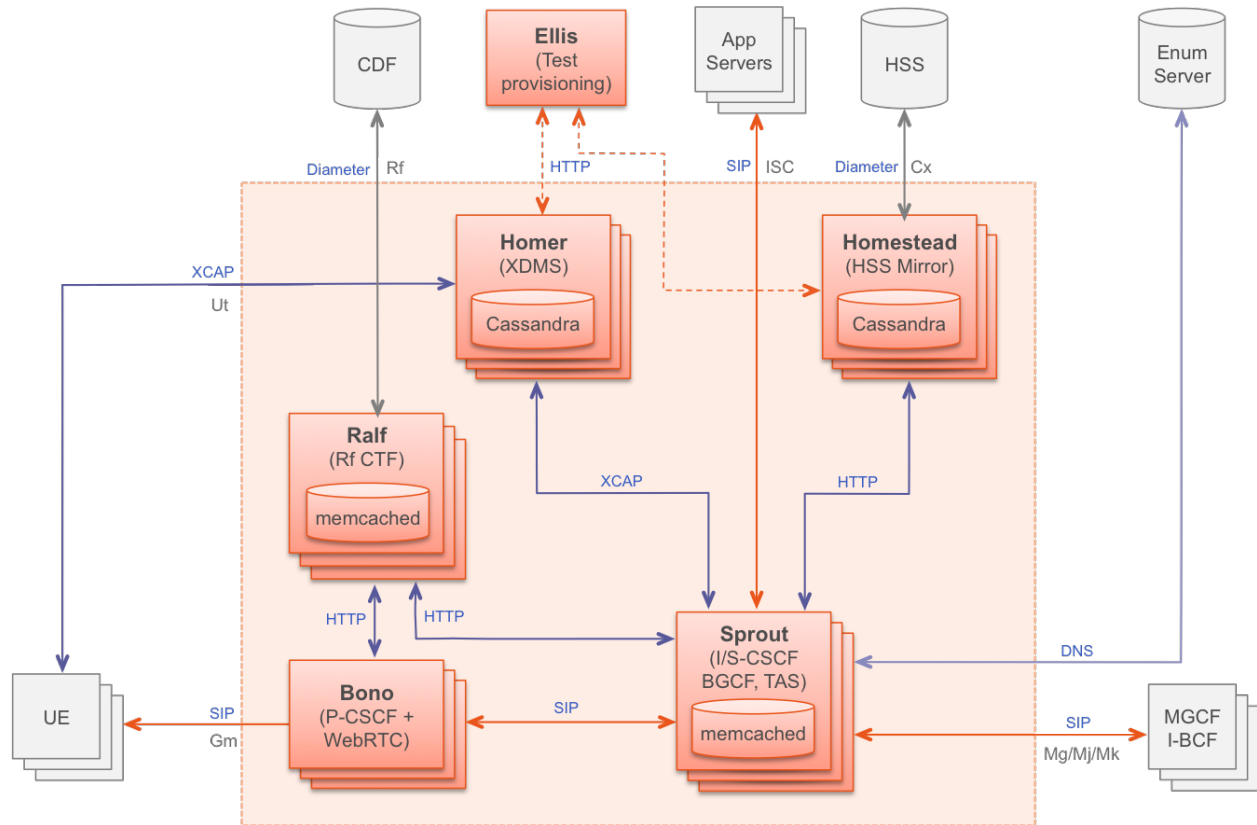 CDF
Ellis
(Test
provisioning)
App
Servers
HSS
Enum
Server
Diameter
Rf
HTTP
SIP
ISC
Diameter
Cx
Homer
(XDMS)
Cassandra
Homestead
(HSS Mirror)
Cassandra
XCAP
Ut
Ralf
(Rf CTF)
memcached
XCAP
HTTP
HTTP
HTTP
Sprout
(I/S-CSCF
BGCF, TAS)
memcached
DNS
Bono
(P-CSCF +
WebRTC)
UE
SIP
Gm
SIP
SIP
Mg/Mj/Mk
MGCF
I-BCF